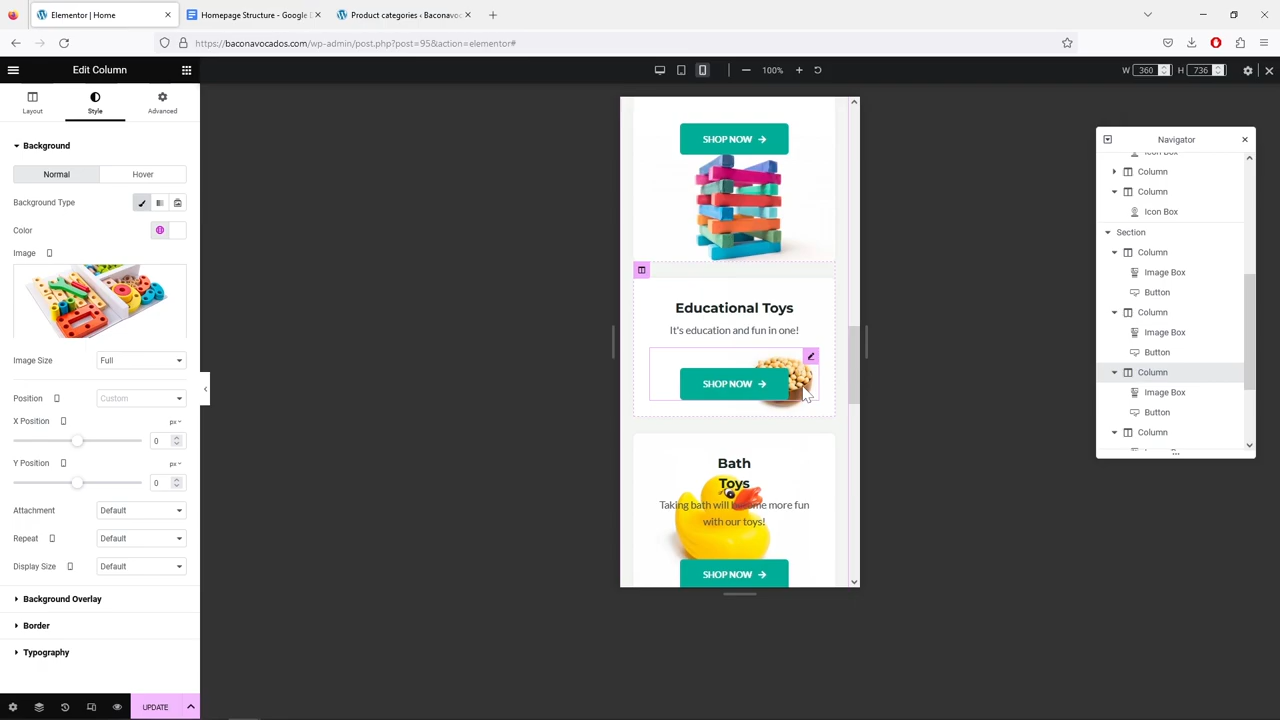 Elementor | Home
Homepage Structure - Google
Product categories ‹ Baconavoc
https://baconavocados.com/wp-admin/post.php?post=95&action=elementor#
Edit Column
100%
W 360 H 736
Layout
Style
Advanced
Background
Normal
Hover
Background Type
Color
Image
Image Size
Full
Position
Custom
X Position
px
0
Y Position
px
0
Attachment
Default
Repeat
Default
Display Size
Default
Background Overlay
Border
Typography
UPDATE
SHOP NOW
Educational Toys
It's education and fun in one!
SHOP NOW
Bath
Toys
Taking bath will become more fun
with our toys!
SHOP NOW
Navigator
Icon Box
Column
Column
Icon Box
Section
Column
Image Box
Button
Column
Image Box
Button
Column
Image Box
Button
Column